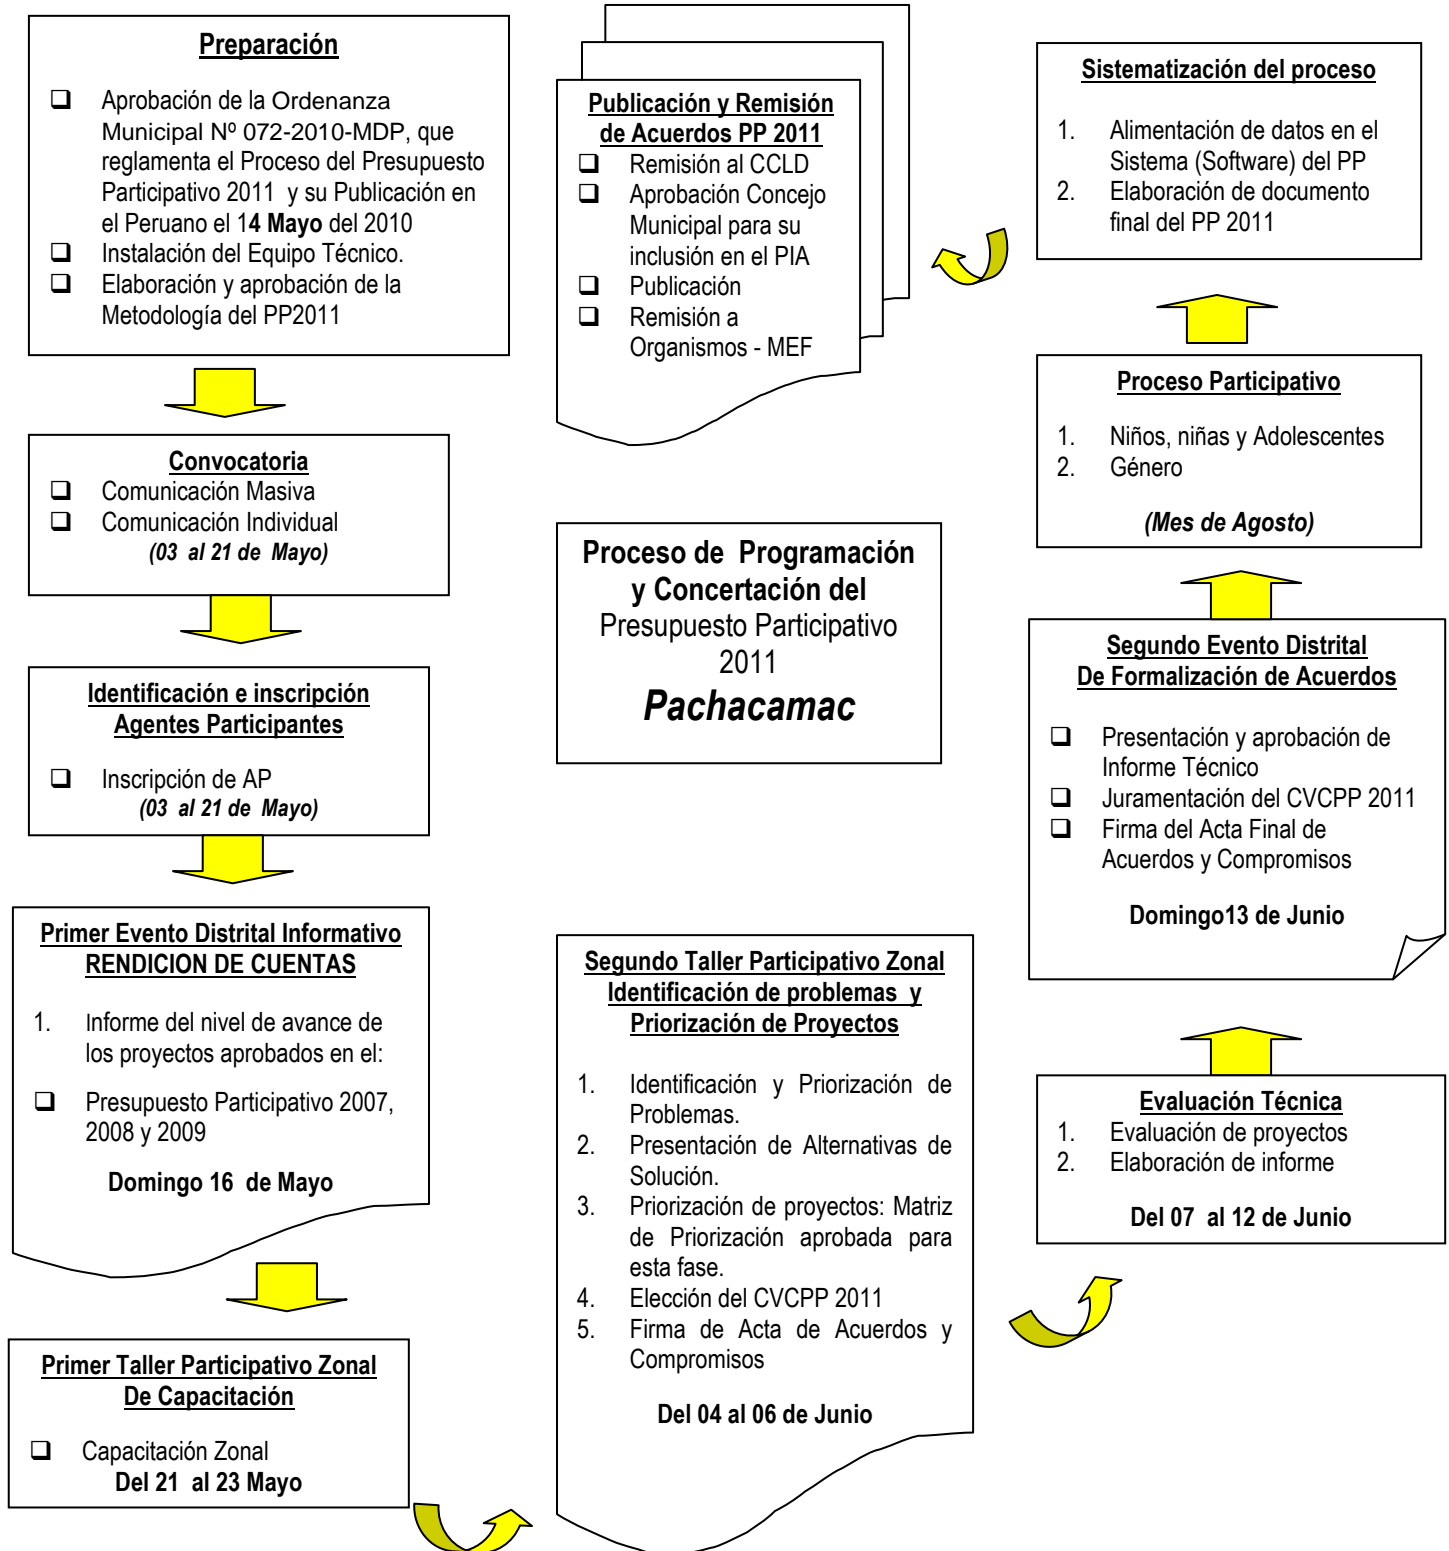 Preparación
❑ Aprobación de la Ordenanza
Municipal Nº 072-2010-MDP, que
reglamenta el Proceso del Presupuesto
Participativo 2011 y su Publicación en
el Peruano el 14 Mayo del 2010
❑ Instalación del Equipo Técnico.
❑ Elaboración y aprobación de la
Metodología del PP2011
Convocatoria
❑ Comunicación Masiva
❑ Comunicación Individual
(03 al 21 de Mayo)
Identificación e inscripción
Agentes Participantes
❑ Inscripción de AP
(03 al 21 de Mayo)
Primer Evento Distrital Informativo
RENDICION DE CUENTAS
1. Informe del nivel de avance de
los proyectos aprobados en el:
❑ Presupuesto Participativo 2007,
2008 y 2009
Domingo 16 de Mayo
Primer Taller Participativo Zonal
De Capacitación
❑ Capacitación Zonal
Del 21 al 23 Mayo
Publicación y Remisión
de Acuerdos PP 2011
❑ Remisión al CCLD
❑ Aprobación Concejo
Municipal para su
inclusión en el PIA
❑ Publicación
❑ Remisión a
Organismos - MEF
Proceso de Programación
y Concertación del
Presupuesto Participativo
2011
Pachacamac
Segundo Taller Participativo Zonal
Identificación de problemas y
Priorización de Proyectos
1. Identificación y Priorización de
Problemas.
2. Presentación de Alternativas de
Solución.
3. Priorización de proyectos: Matriz
de Priorización aprobada para
esta fase.
4. Elección del CVCPP 2011
5. Firma de Acta de Acuerdos y
Compromisos
Del 04 al 06 de Junio
Sistematización del proceso
1. Alimentación de datos en el
Sistema (Software) del PP
2. Elaboración de documento
final del PP 2011
Proceso Participativo
1. Niños, niñas y Adolescentes
2. Género
(Mes de Agosto)
Segundo Evento Distrital
De Formalización de Acuerdos
❑ Presentación y aprobación de
Informe Técnico
❑ Juramentación del CVCPP 2011
❑ Firma del Acta Final de
Acuerdos y Compromisos
Domingo13 de Junio
Evaluación Técnica
1. Evaluación de proyectos
2. Elaboración de informe
Del 07 al 12 de Junio